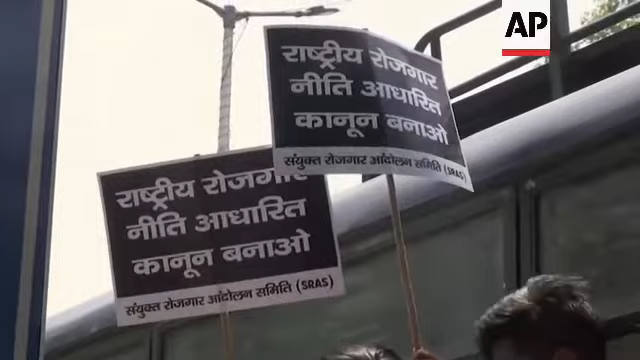 AP
राष्ट्रीय रोजगार
नीति आधारित
कानून बनाओ
संयुक्त रोजगार आंदोलन समिति (SRAS)
राष्ट्रीय रोजगार
नीति आधारित
कानून बनाओ
संयुक्त रोजगार आंदोलन समिति (SRAS)